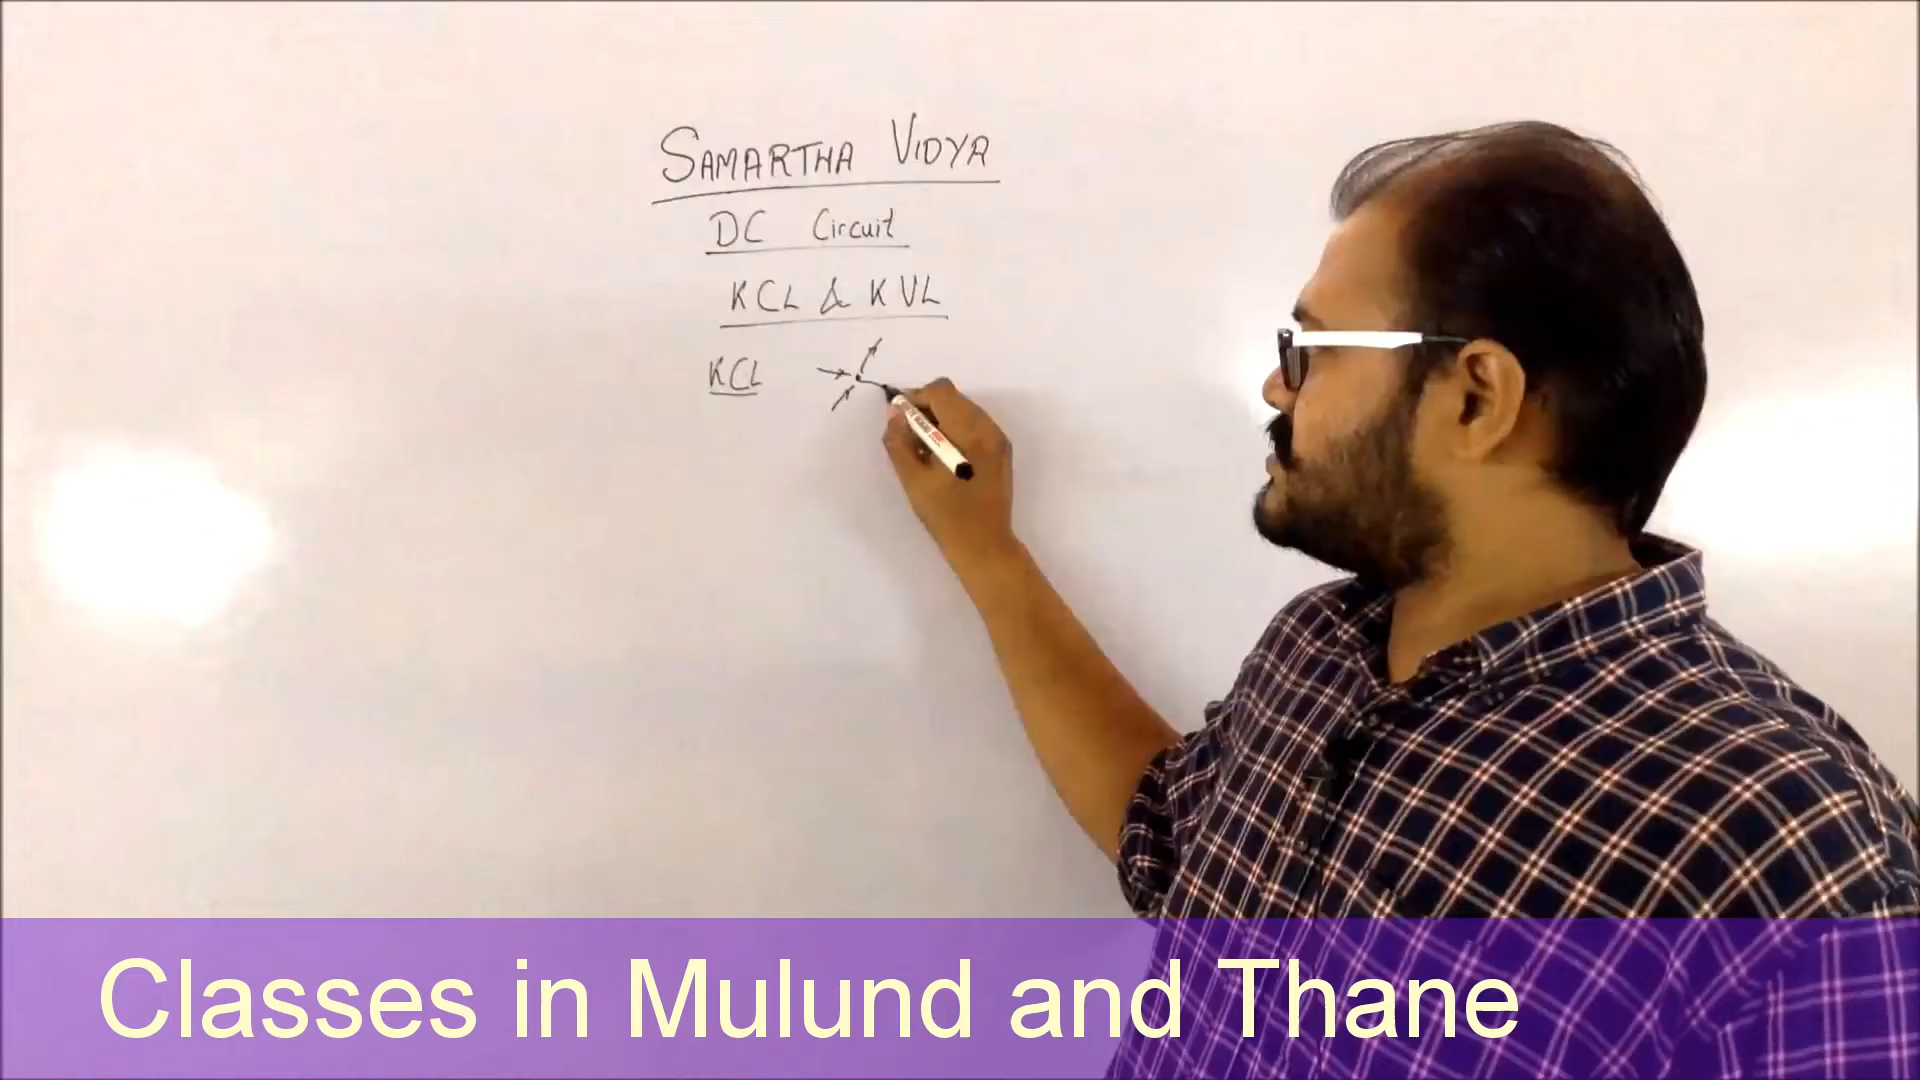 SAMARTHA VIDYA
DC Circuit
KCL & KVL
KCL
Classes in Mulund and Thane